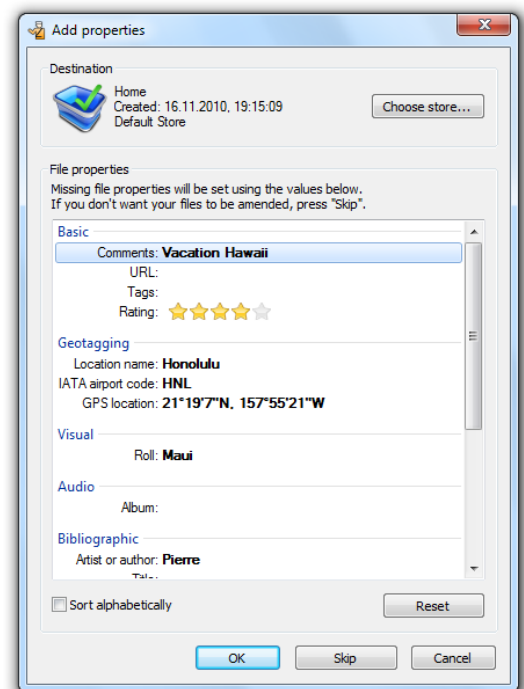 Add properties
Destination
Home
Created: 16.11.2010, 19:15:09
Default Store
Choose store...
File properties
Missing file properties will be set using the values below.
If you don't want your files to be amended, press "Skip".
Basic
Comments: Vacation Hawaii
URL:
Tags:
Rating:
Geotagging
Location name: Honolulu
IATA airport code: HNL
GPS location: 21°19'7"N, 157°55'21"W
Visual
Roll: Maui
Audio
Album:
Bibliographic
Artist or author: Pierre
Title:
Sort alphabetically
Reset
OK
Skip
Cancel